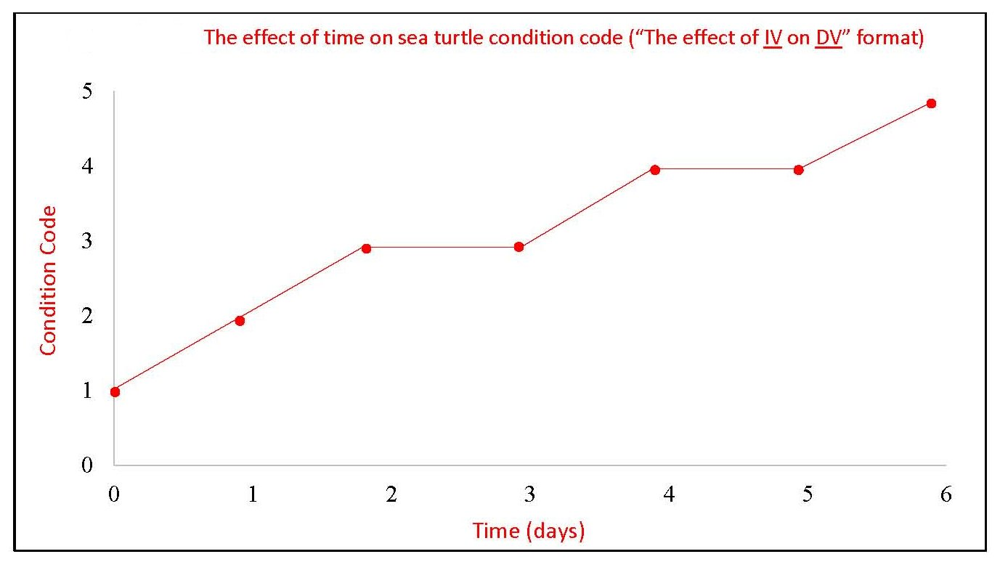 The effect of time on sea turtle condition code (“The effect of IV on DV” format)
5
4
3
2
1
0
Condition Code
0 1 2 3 4 5 6
Time (days)